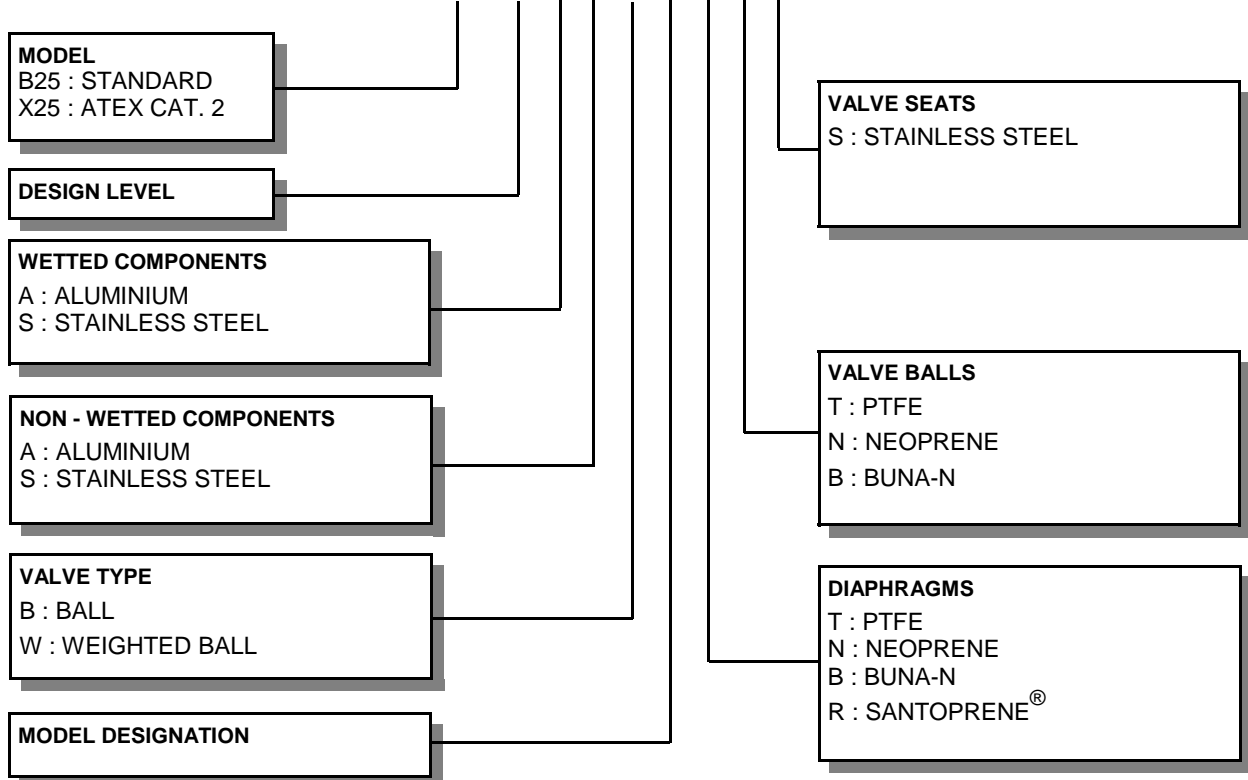 MODEL
B25 : STANDARD
X25 : ATEX CAT. 2
DESIGN LEVEL
WETTED COMPONENTS
A : ALUMINIUM
S : STAINLESS STEEL
NON - WETTED COMPONENTS
A : ALUMINIUM
S : STAINLESS STEEL
VALVE TYPE
B : BALL
W : WEIGHTED BALL
MODEL DESIGNATION
VALVE SEATS
S : STAINLESS STEEL
VALVE BALLS
T : PTFE
N : NEOPRENE
B : BUNA-N
DIAPHRAGMS
T : PTFE
N : NEOPRENE
B : BUNA-N
R : SANTOPRENE®